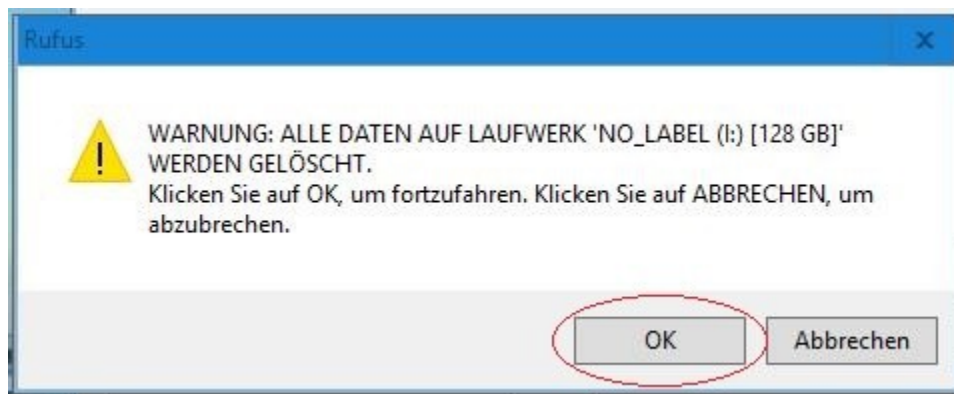 Rufus
WARNUNG: ALLE DATEN AUF LAUFWERK 'NO_LABEL (I:) [128 GB]'
WERDEN GELÖSCHT.
Klicken Sie auf OK, um fortzufahren. Klicken Sie auf ABBRECHEN, um
abzubrechen.
OK Abbrechen